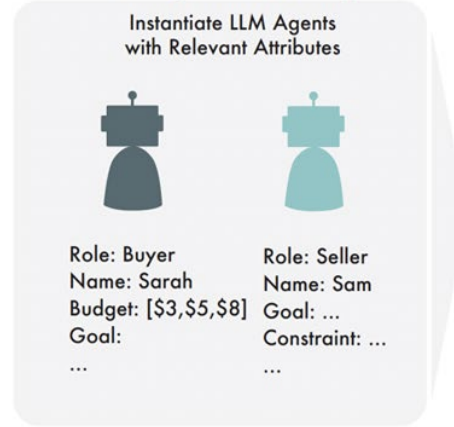 Instantiate LLM Agents
with Relevant Attributes
Role: Buyer
Name: Sarah
Budget: [$3,$5,$8]
Goal:
...
Role: Seller
Name: Sam
Goal: ...
Constraint: ...
...